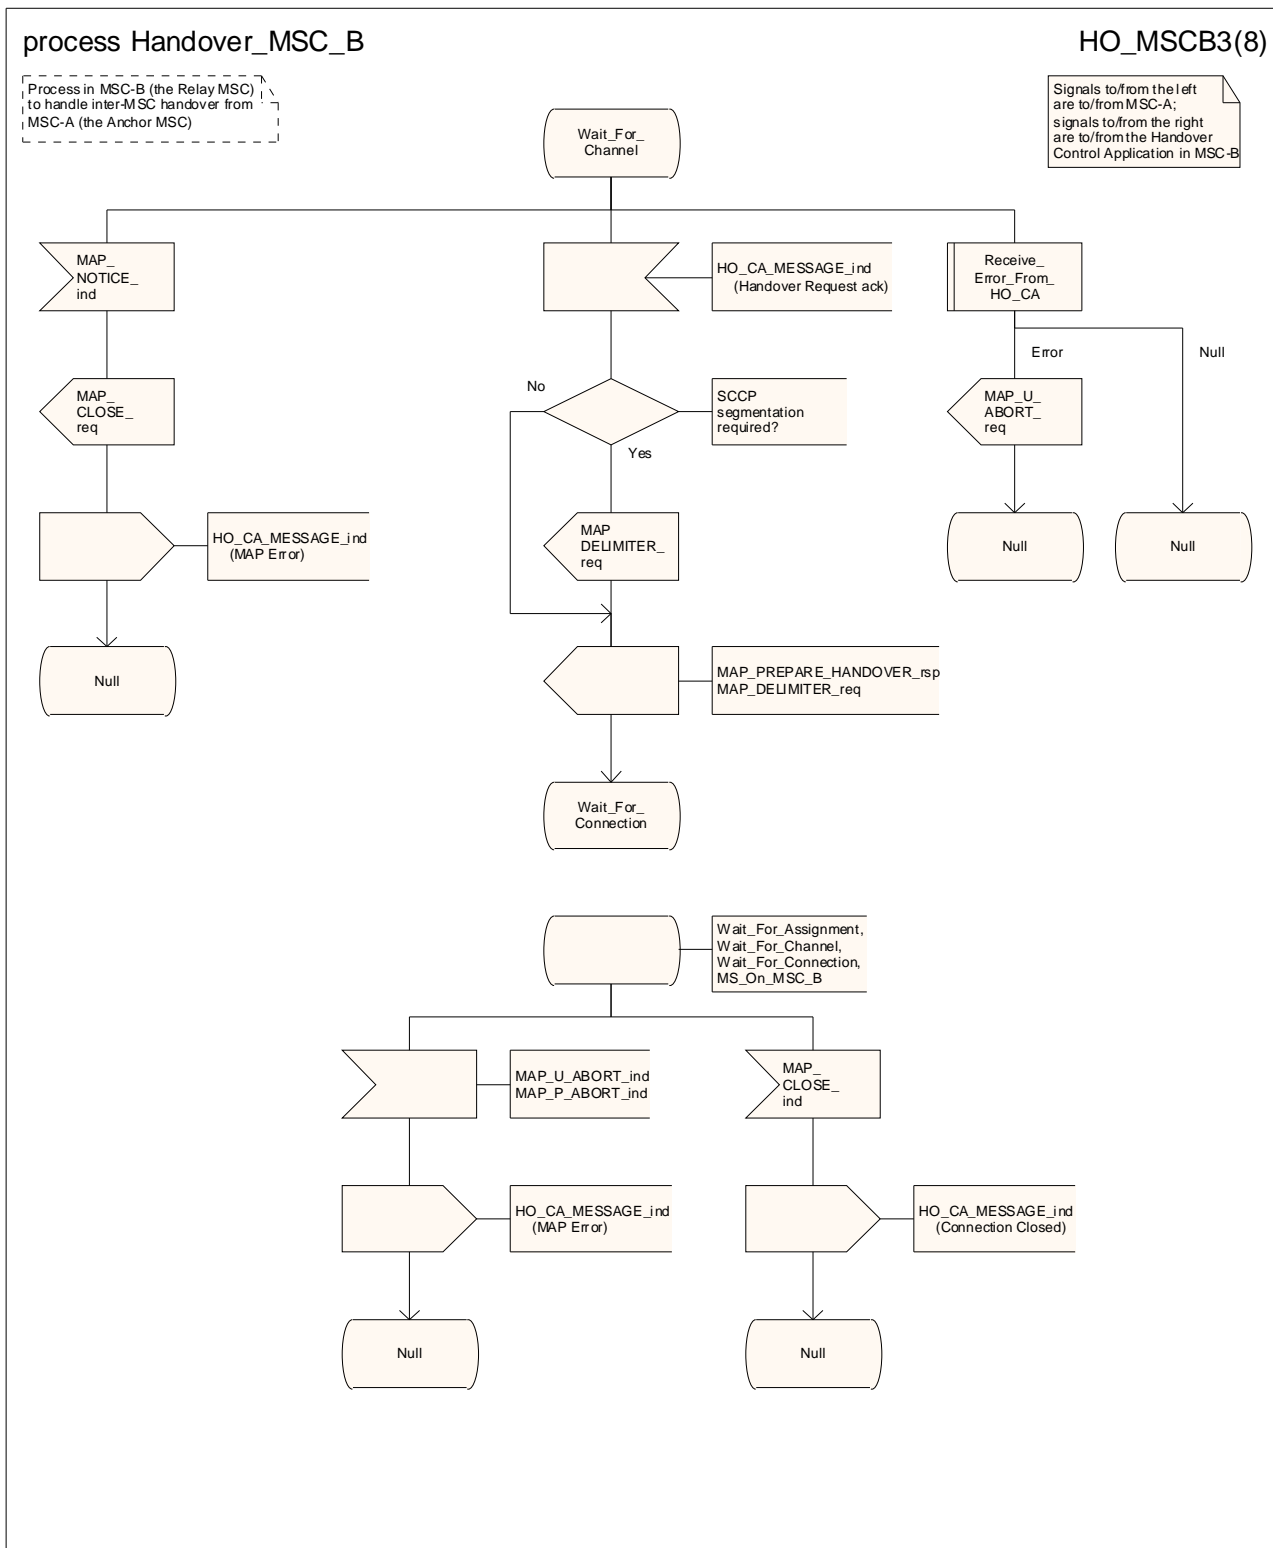 process Handover_MSC_B
HO_MSCB3(8)
Process in MSC-B (the Relay MSC)
to handle inter-MSC handover from
MSC-A (the Anchor MSC)
Signals to/from the left
are to/from MSC-A;
signals to/from the right
are to/from the Handover
Control Application in MSC-B
Wait_For_
Channel
MAP_
NOTICE_
ind
HO_CA_MESSAGE_ind
(Handover Request ack)
Receive_
Error_From_
HO_CA
Error
Null
MAP_
CLOSE_
req
No
SCCP
segmentation
required?
Yes
MAP_U_
ABORT_
req
HO_CA_MESSAGE_ind
(MAP Error)
MAP
DELIMITER_
req
Null
Null
Null
MAP_PREPARE_HANDOVER_rsp
MAP_DELIMITER_req
Wait_For_
Connection
Wait_For_Assignment,
Wait_For_Channel,
Wait_For_Connection,
MS_On_MSC_B
MAP_U_ABORT_ind
MAP_P_ABORT_ind
MAP_
CLOSE_
ind
HO_CA_MESSAGE_ind
(MAP Error)
HO_CA_MESSAGE_ind
(Connection Closed)
Null
Null